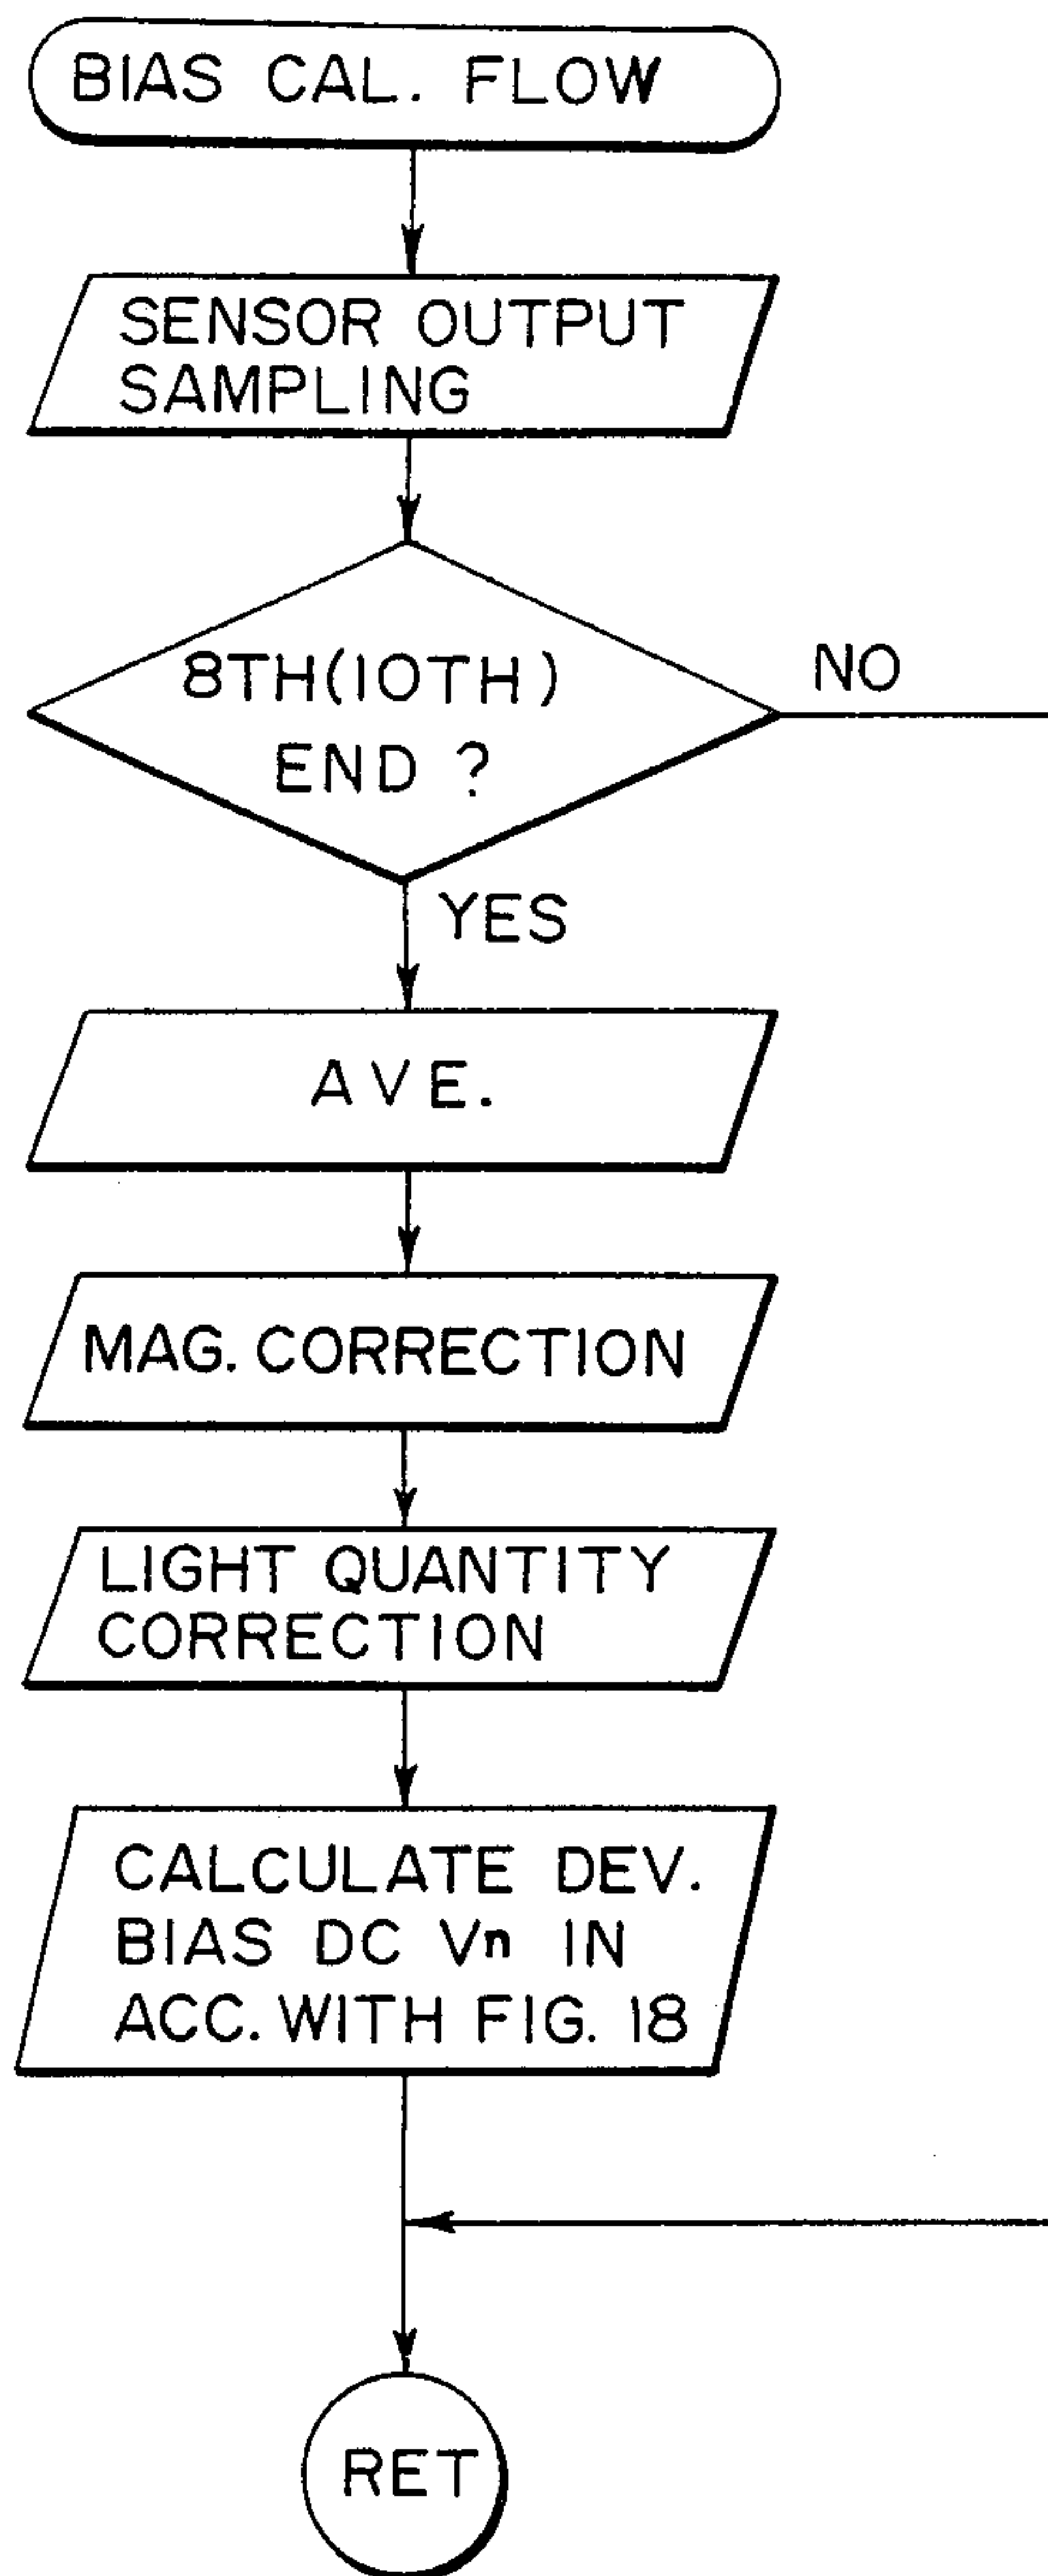 BIAS CAL. FLOW
SENSOR OUTPUT
SAMPLING
8TH(10TH)
END ?
NO
YES
AVE.
MAG. CORRECTION
LIGHT QUANTITY
CORRECTION
CALCULATE DEV.
BIAS DC Vn IN
ACC. WITH FIG. 18
RET